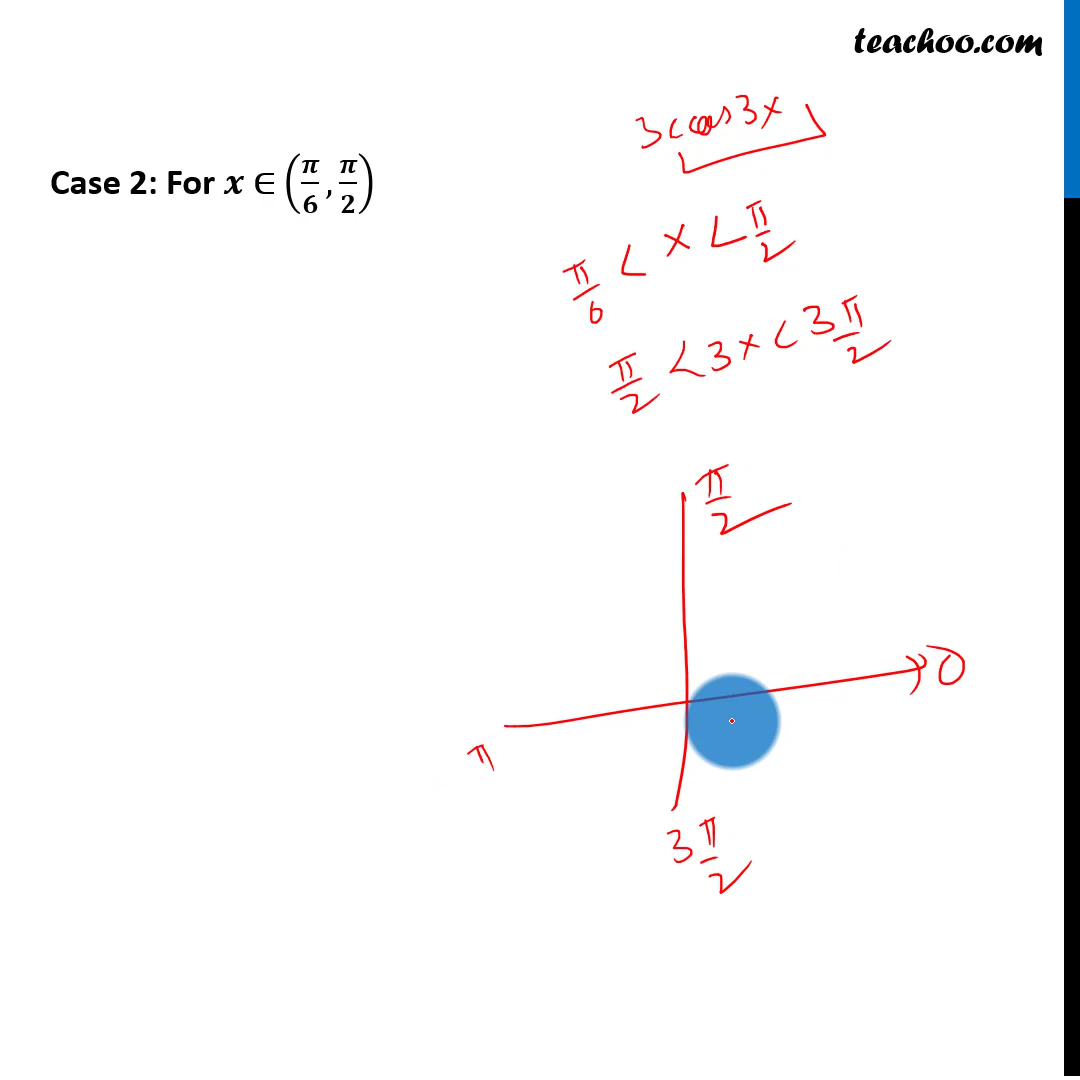 teachoo.com
3cos3x
Case 2: For 𝒙 ∈ (𝝅/𝟔, 𝝅/𝟐)
π/6 < x < π/2
π/2 < 3x < 3π/2
π/2
0
π
3π/2